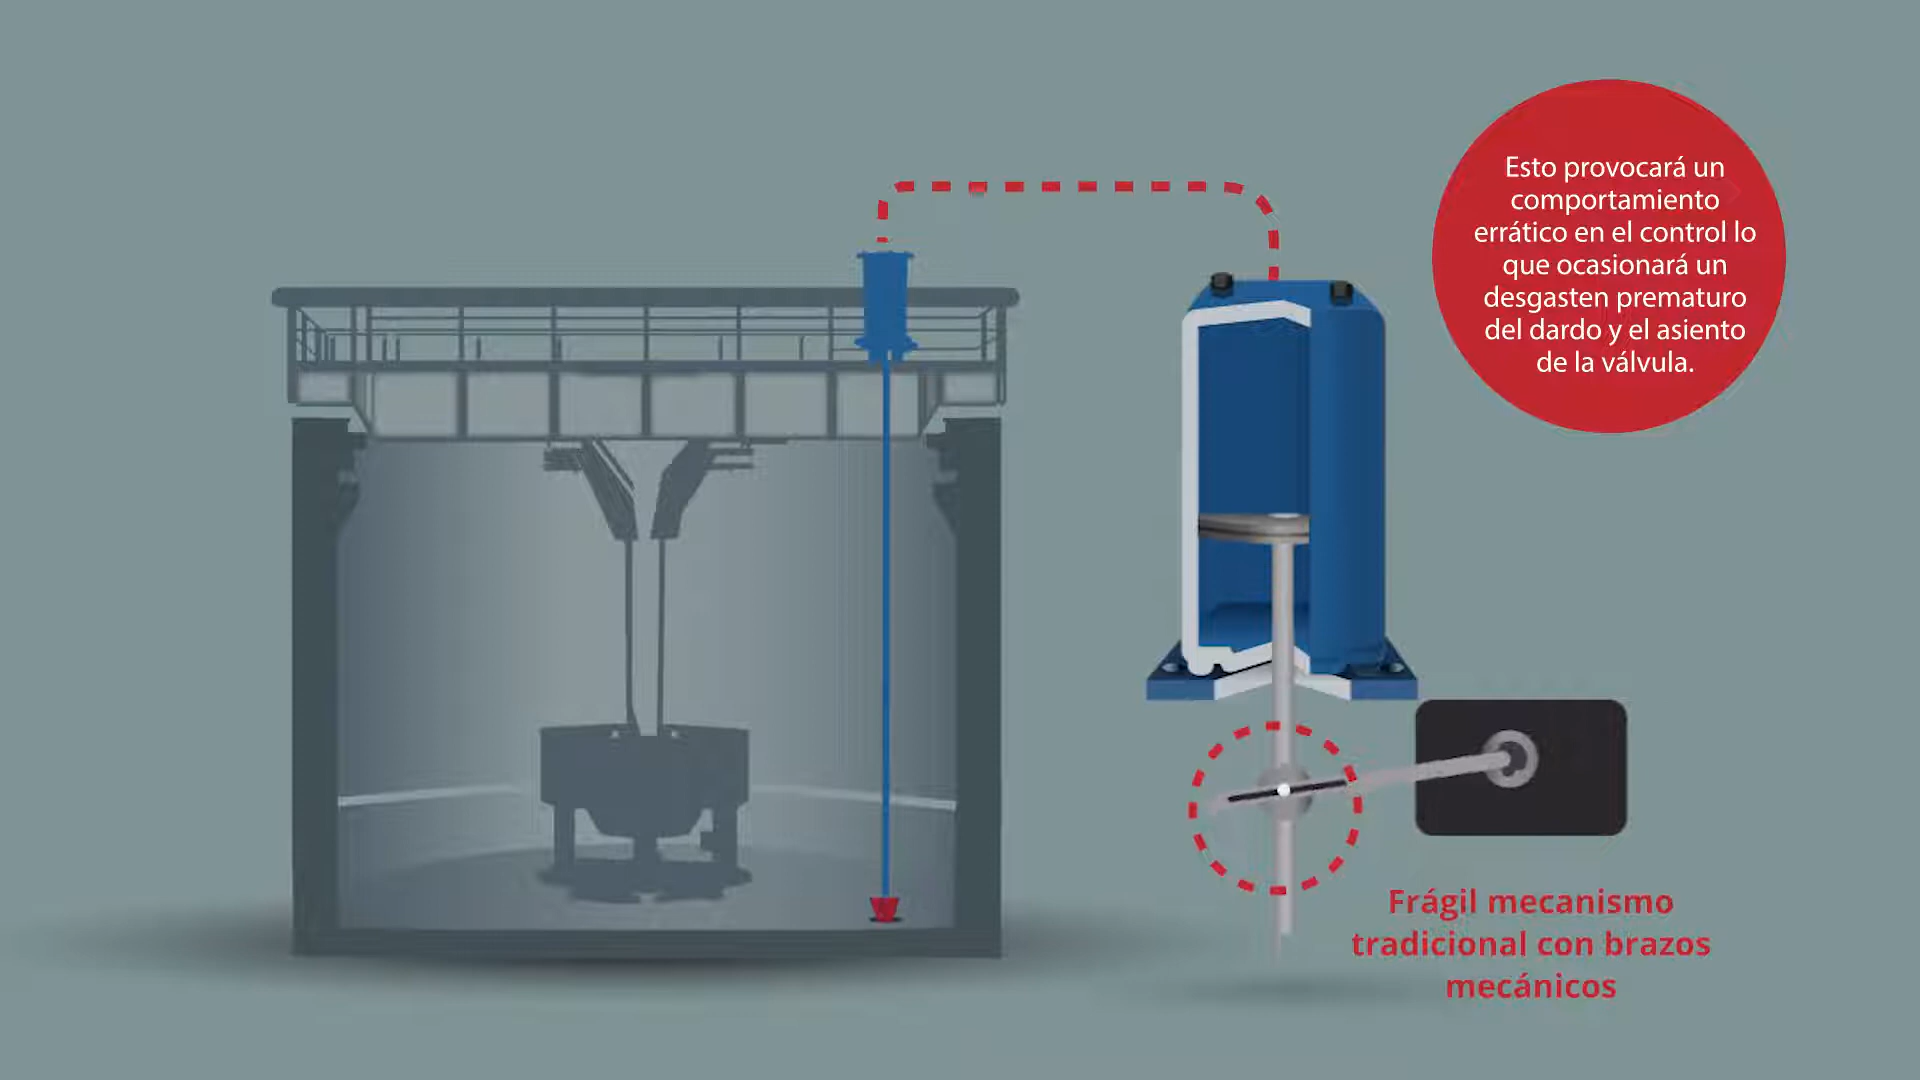 Esto provocará un
comportamiento
errático en el control lo
que ocasionará un
desgasten prematuro
del dardo y el asiento
de la válvula.
Frágil mecanismo
tradicional con brazos
mecánicos